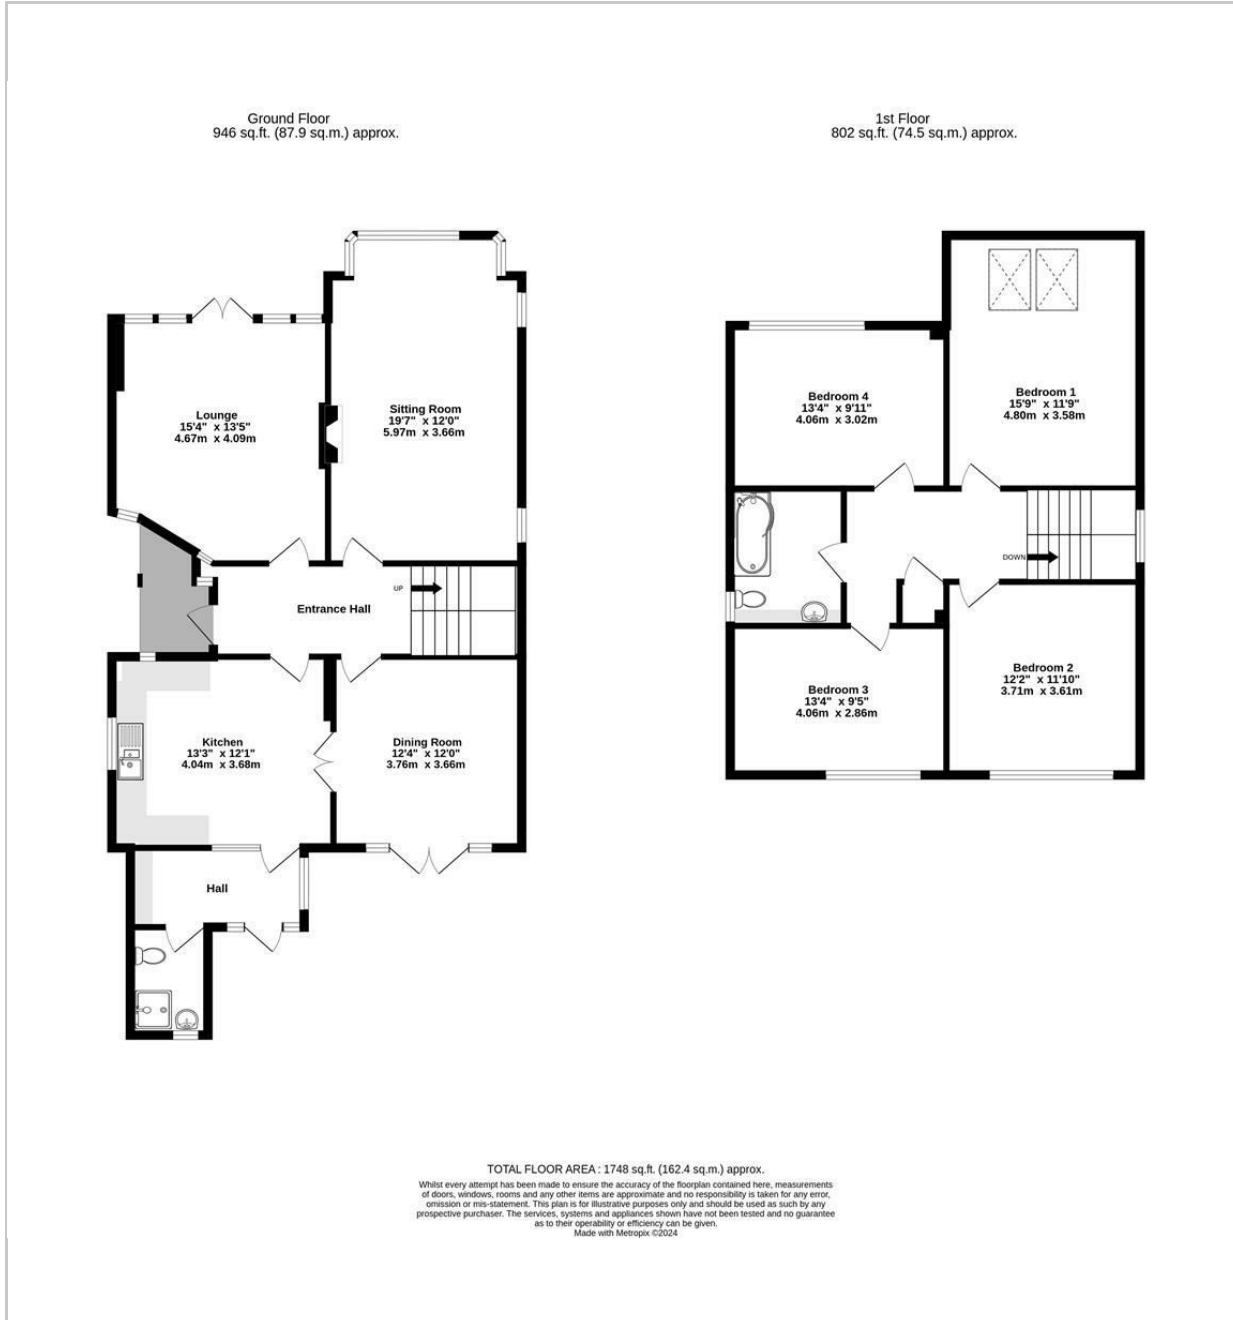 Ground Floor
946 sq.ft. (87.9 sq.m.) approx.
1st Floor
802 sq.ft. (74.5 sq.m.) approx.
Lounge
15'4" x 13'5"
4.67m x 4.09m
Sitting Room
19'7" x 12'0"
5.97m x 3.66m
UP
Entrance Hall
Kitchen
13'3" x 12'1"
4.04m x 3.68m
Dining Room
12'4" x 12'0"
3.76m x 3.66m
Hall
Bedroom 4
13'4" x 9'11"
4.06m x 3.02m
Bedroom 1
15'9" x 11'9"
4.80m x 3.58m
DOWN
Bedroom 3
13'4" x 9'5"
4.06m x 2.86m
Bedroom 2
12'2" x 11'10"
3.71m x 3.61m
TOTAL FLOOR AREA : 1748 sq.ft. (162.4 sq.m.) approx.
Whilst every attempt has been made to ensure the accuracy of the floorplan contained here, measurements
of doors, windows, rooms and any other items are approximate and no responsibility is taken for any error,
omission or mis-statement. This plan is for illustrative purposes only and should be used as such by any
prospective purchaser. The services, systems and appliances shown have not been tested and no guarantee
as to their operability or efficiency can be given.
Made with Metropix ©2024